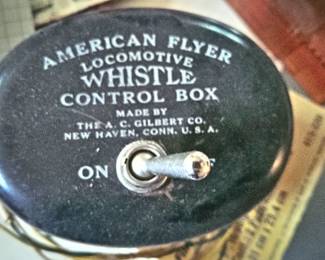 AMERICAN FLYER
LOCOMOTIVE
WHISTLE
CONTROL BOX
MADE BY
THE A. C. GILBERT CO.
NEW HAVEN, CONN. U. S. A.
ON